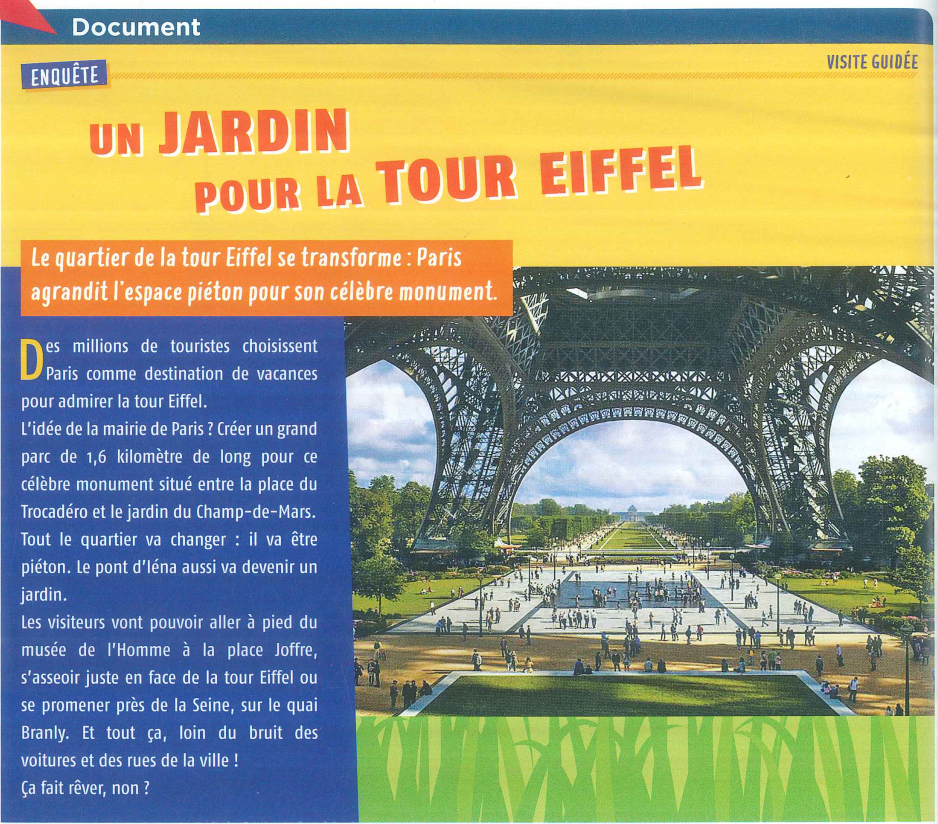 Document
ENQUÊTE
VISITE GUIDÉE
UN JARDIN
POUR LA TOUR EIFFEL
Le quartier de la tour Eiffel se transforme : Paris
agrandit l'espace piéton pour son célèbre monument.
Des millions de touristes choisissent
Paris comme destination de vacances
pour admirer la tour Eiffel.
L'idée de la mairie de Paris ? Créer un grand
parc de 1,6 kilomètre de long pour ce
célèbre monument situé entre la place du
Trocadéro et le jardin du Champ-de-Mars.
Tout le quartier va changer : il va être
piéton. Le pont d'Iéna aussi va devenir un
jardin.
Les visiteurs vont pouvoir aller à pied du
musée de l'Homme à la place Joffre,
s'asseoir juste en face de la tour Eiffel ou
se promener près de la Seine, sur le quai
Branly. Et tout ça, loin du bruit des
voitures et des rues de la ville !
Ça fait rêver, non ?